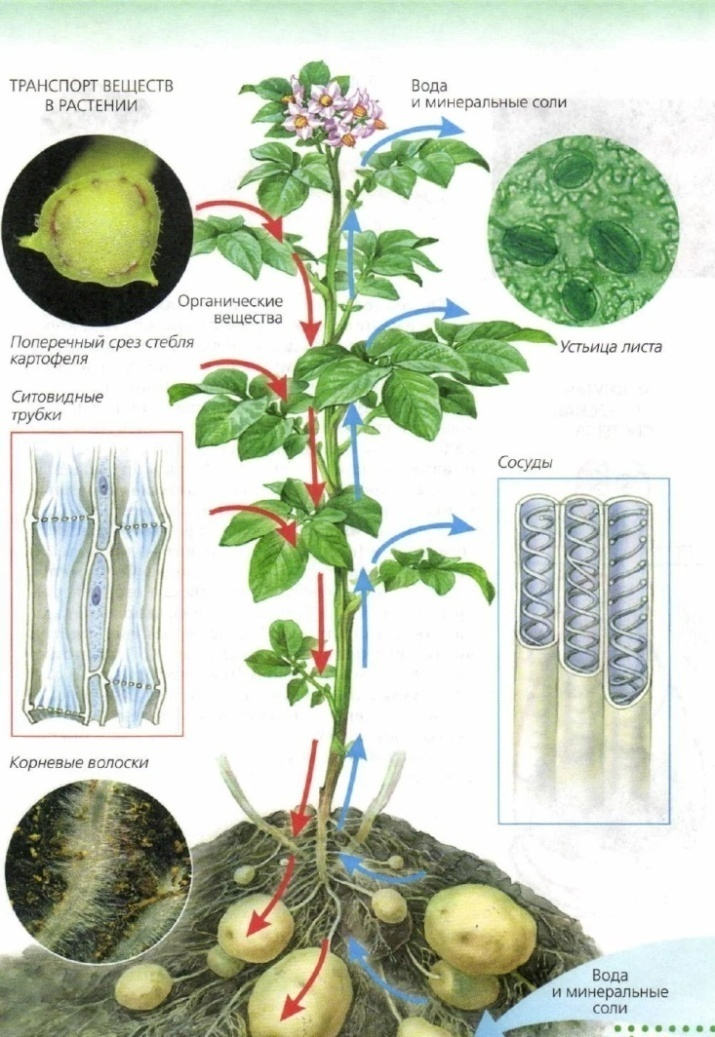 ТРАНСПОРТ ВЕЩЕСТВ
В РАСТЕНИИ
Вода
и минеральные соли
Органические
вещества
Поперечный срез стебля
картофеля
Устьица листа
Ситовидные
трубки
Сосуды
Корневые волоски
Вода
и минеральные
соли